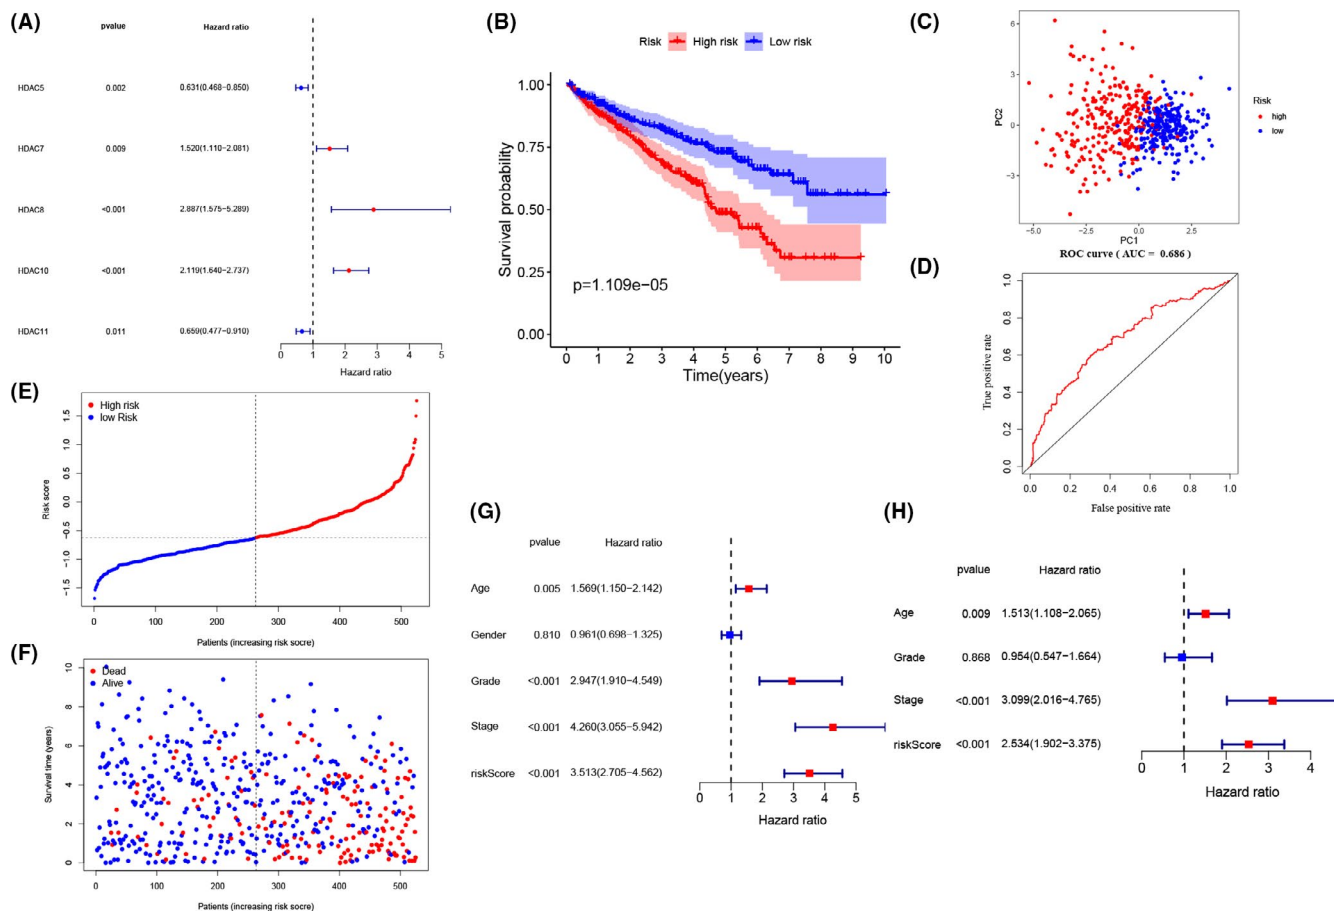 (A)
pvalue Hazard ratio
HDAC5 0.002 0.631(0.468−0.850)
HDAC7 0.009 1.520(1.110−2.081)
HDAC8 <0.001 2.887(1.575−5.289)
HDAC10 <0.001 2.119(1.640−2.737)
HDAC11 0.011 0.659(0.477−0.910)
0 1 2 3 4 5
Hazard ratio
(B)
Risk High risk Low risk
1.00
0.75
0.50
0.25
0.00
Survival probability
p=1.109e−05
0 1 2 3 4 5 6 7 8 9 10
Time(years)
(C)
6
3
0
−3
PC2
−5.0 −2.5 0.0 2.5
PC1
Risk
high
low
(D)
ROC curve ( AUC = 0.686 )
1.0
0.8
0.6
0.4
0.2
0.0
True positive rate
0.0 0.2 0.4 0.6 0.8 1.0
False positive rate
(E)
High risk
low Risk
1.5
1.0
0.5
0.0
−0.5
−1.0
−1.5
Risk score
0 100 200 300 400 500
Patients (increasing risk socre)
(F)
Dead
Alive
10
8
6
4
2
0
Survival time (years)
0 100 200 300 400 500
Patients (increasing risk socre)
(G)
pvalue Hazard ratio
Age 0.005 1.569(1.150−2.142)
Gender 0.810 0.961(0.698−1.325)
Grade <0.001 2.947(1.910−4.549)
Stage <0.001 4.260(3.055−5.942)
riskScore <0.001 3.513(2.705−4.562)
0 1 2 3 4 5
Hazard ratio
(H)
pvalue Hazard ratio
Age 0.009 1.513(1.108−2.065)
Grade 0.868 0.954(0.547−1.664)
Stage <0.001 3.099(2.016−4.765)
riskScore <0.001 2.534(1.902−3.375)
0 1 2 3 4
Hazard ratio